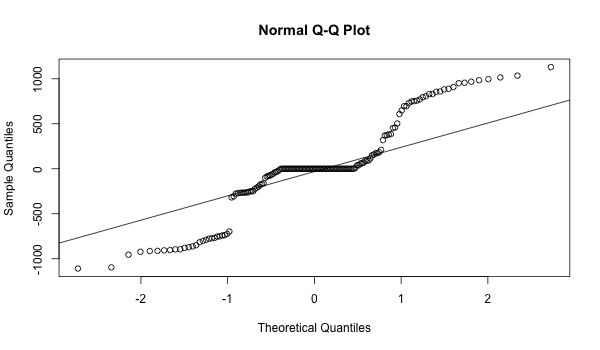 Normal Q-Q Plot
Sample Quantiles
1000
500
0
-500
-1000
-2 -1 0 1 2
Theoretical Quantiles